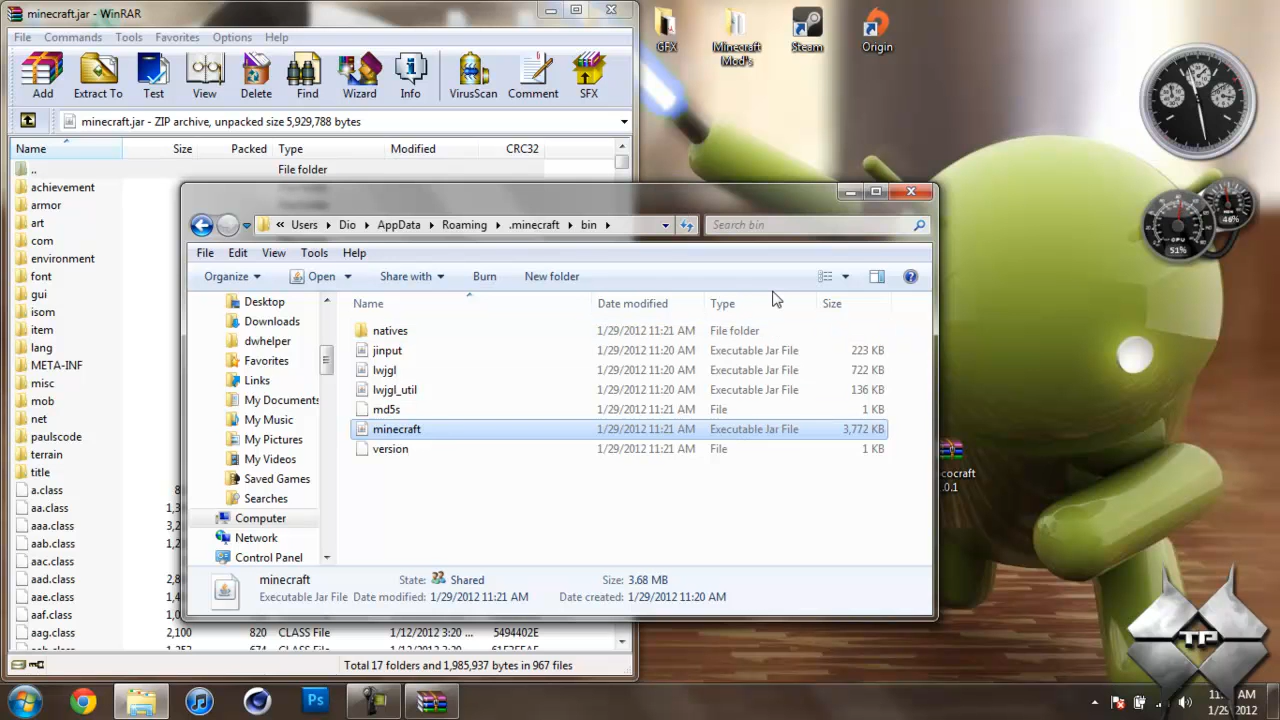 minecraft.jar - WinRAR
File Commands Tools Favorites Options Help
Add Extract To Test View Delete Find Wizard Info VirusScan Comment SFX
minecraft.jar - ZIP archive, unpacked size 5,929,788 bytes
Name Size Packed Type Modified CRC32
.. File folder
achievement
armor
art
com
environment
font
gui
isom
item
lang
META-INF
misc
mob
net
paulscode
terrain
title
a.class
aa.class
aaa.class
aab.class
aac.class
aad.class
aae.class
aaf.class
aag.class 2,100 820 CLASS File 1/12/2012 3:20 ... 5494402E
Total 17 folders and 1,985,937 bytes in 967 files
« Users Dio AppData Roaming .minecraft bin
Search bin
File Edit View Tools Help
Organize Open Share with Burn New folder
Desktop
Downloads
dwhelper
Favorites
Links
My Documents
My Music
My Pictures
My Videos
Saved Games
Searches
Computer
Network
Control Panel
Name Date modified Type Size
natives 1/29/2012 11:21 AM File folder
jinput 1/29/2012 11:20 AM Executable Jar File 223 KB
lwjgl 1/29/2012 11:20 AM Executable Jar File 722 KB
lwjgl_util 1/29/2012 11:20 AM Executable Jar File 136 KB
md5s 1/29/2012 11:21 AM File 1 KB
minecraft 1/29/2012 11:21 AM Executable Jar File 3,772 KB
version 1/29/2012 11:21 AM File 1 KB
minecraft State: Shared Size: 3.68 MB
Executable Jar File Date modified: 1/29/2012 11:21 AM Date created: 1/29/2012 11:20 AM
GFX
Minecraft
Mod's
Steam
Origin
CPU
51%
46%
cocraft
.0.1
Ps
TP
AM
1/29/2012